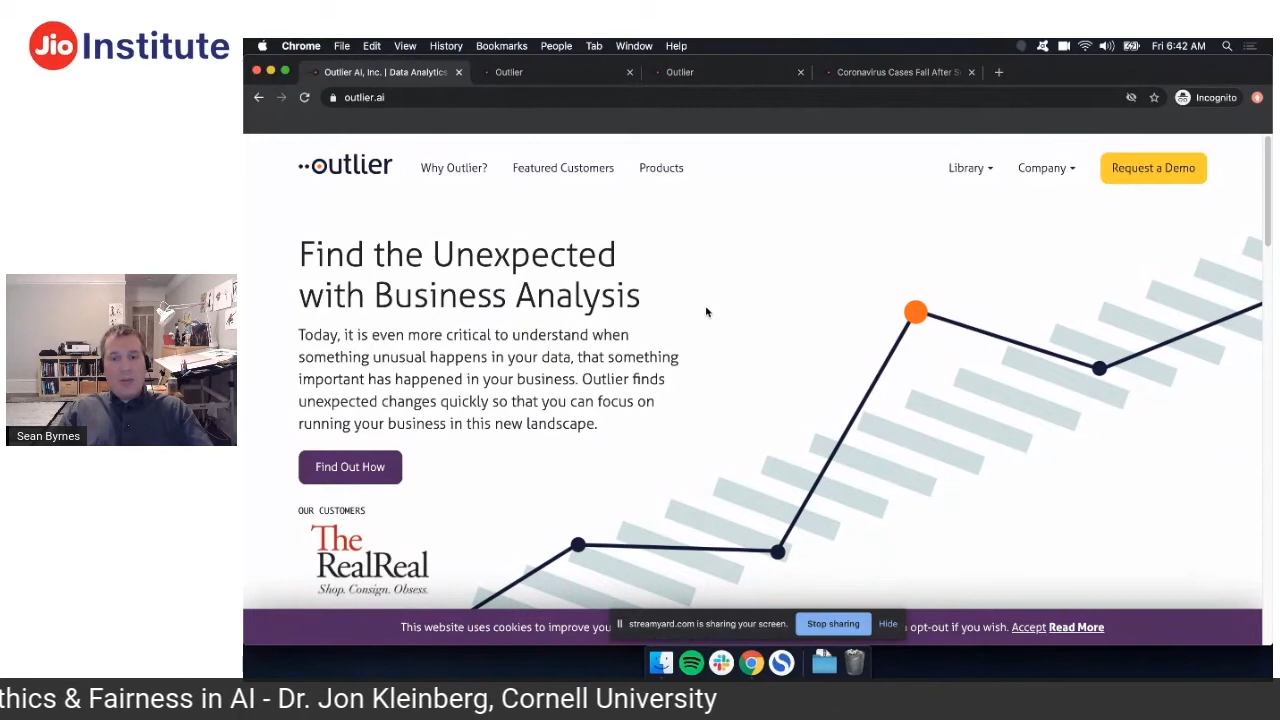 Jio Institute
Chrome File Edit View History Bookmarks People Tab Window Help
Fri 6:42 AM
Outlier AI, Inc. | Data Analytics
Outlier
Outlier
Coronavirus Cases Fall After S
outlier.ai
Incognito
outlier
Why Outlier?
Featured Customers
Products
Library
Company
Request a Demo
Find the Unexpected
with Business Analysis
Today, it is even more critical to understand when
something unusual happens in your data, that something
important has happened in your business. Outlier finds
unexpected changes quickly so that you can focus on
running your business in this new landscape.
Find Out How
OUR CUSTOMERS
The
RealReal
Shop. Consign. Obsess.
Sean Byrnes
This website uses cookies to improve you
streamyard.com is sharing your screen.
Stop sharing
Hide
opt-out if you wish. Accept Read More
thics & Fairness in AI - Dr. Jon Kleinberg, Cornell University